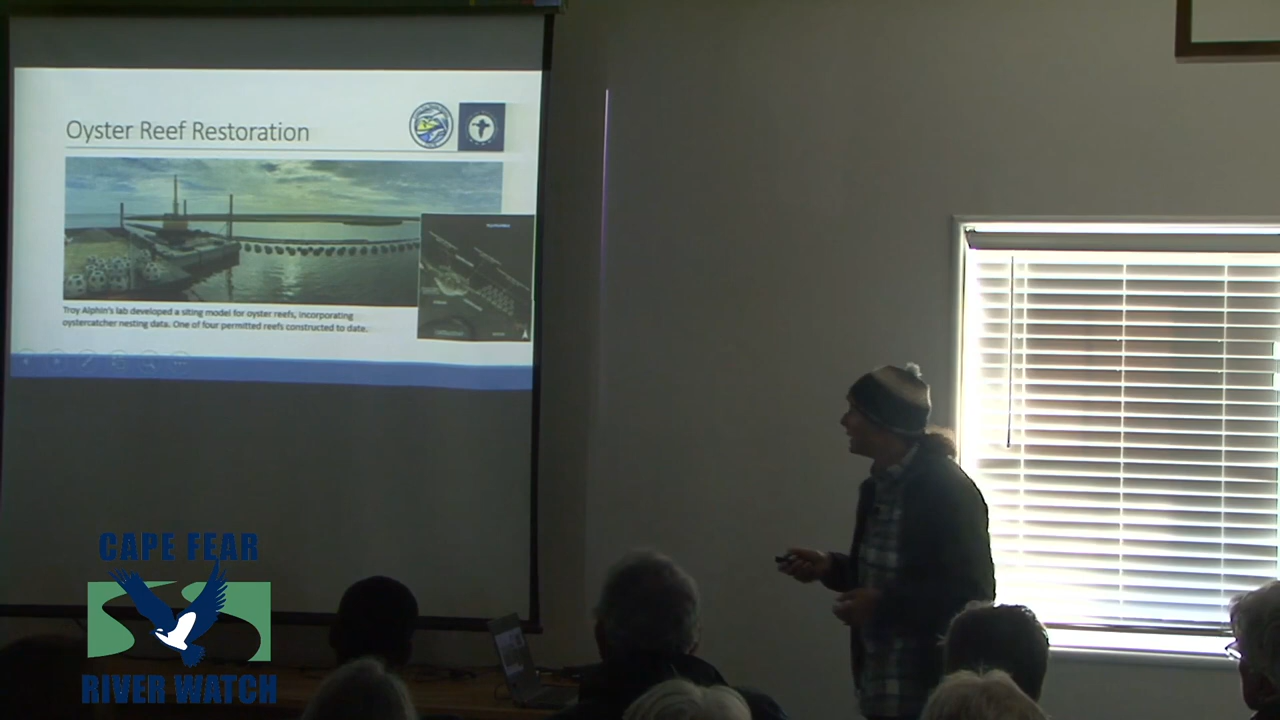 Oyster Reef Restoration
Troy Alphin's lab developed a siting model for oyster reefs, incorporating
oystercatcher nesting data. One of four permitted reefs constructed to date.
CAPE FEAR
RIVER WATCH